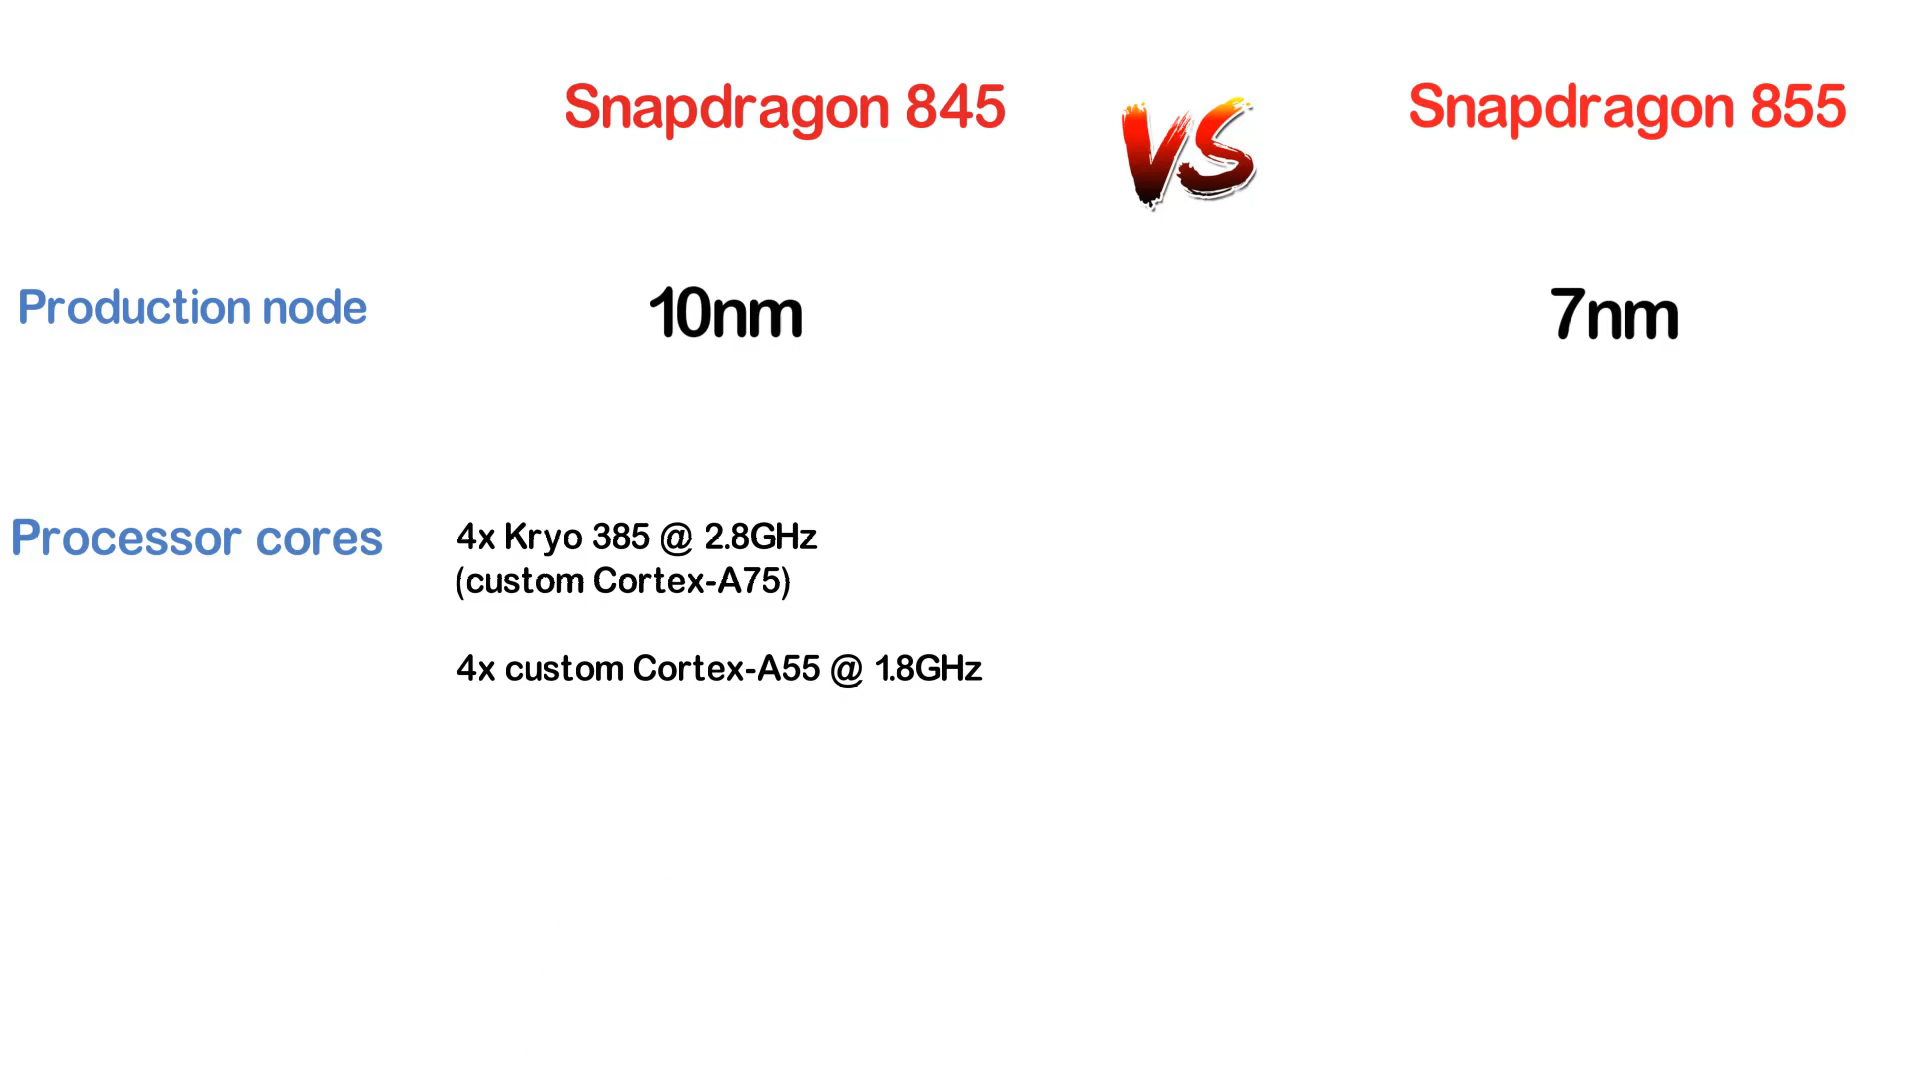 Snapdragon 845
VS
Snapdragon 855
Production node
10nm
7nm
Processor cores
4x Kryo 385 @ 2.8GHz
(custom Cortex-A75)
4x custom Cortex-A55 @ 1.8GHz